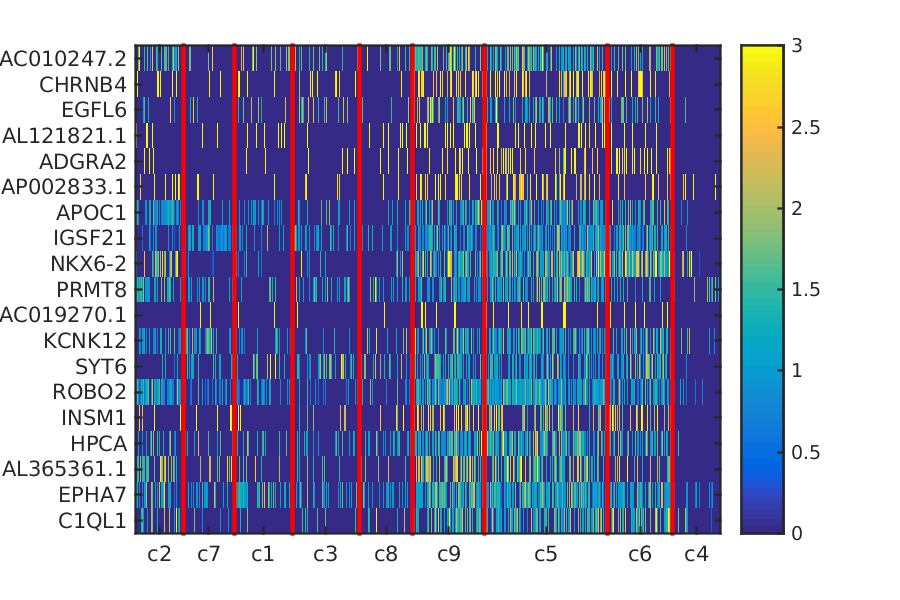 AC010247.2
CHRNB4
EGFL6
AL121821.1
ADGRA2
AP002833.1
APOC1
IGSF21
NKX6-2
PRMT8
AC019270.1
KCNK12
SYT6
ROBO2
INSM1
HPCA
AL365361.1
EPHA7
C1QL1
c2 c7 c1 c3 c8 c9 c5 c6 c4
3
2.5
2
1.5
1
0.5
0